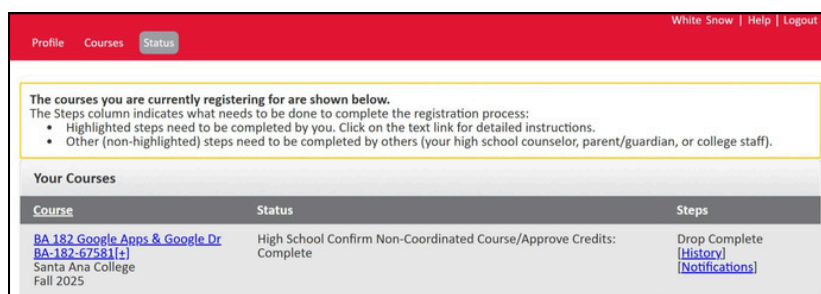 White Snow | Help | Logout
Profile Courses Status
The courses you are currently registering for are shown below.
The Steps column indicates what needs to be done to complete the registration process:
• Highlighted steps need to be completed by you. Click on the text link for detailed instructions.
• Other (non-highlighted) steps need to be completed by others (your high school counselor, parent/guardian, or college staff).
Your Courses
Course Status Steps
BA 182 Google Apps & Google Dr High School Confirm Non-Coordinated Course/Approve Credits: Drop Complete
BA-182-67581[+] Complete [History]
Santa Ana College [Notifications]
Fall 2025